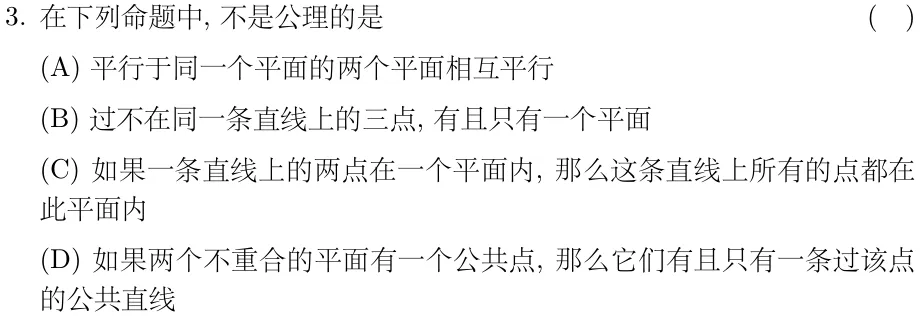 3. 在下列命题中, 不是公理的是 ( )
(A) 平行于同一个平面的两个平面相互平行
(B) 过不在同一条直线上的三点, 有且只有一个平面
(C) 如果一条直线上的两点在一个平面内, 那么这条直线上所有的点都在
此平面内
(D) 如果两个不重合的平面有一个公共点, 那么它们有且只有一条过该点
的公共直线